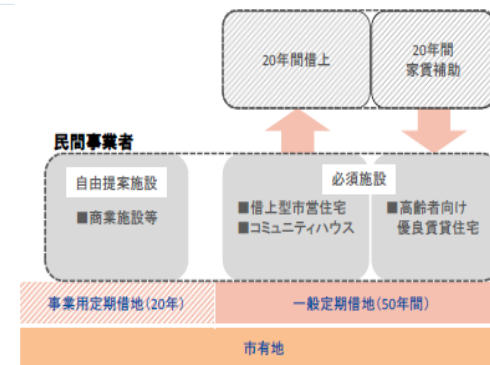 20年間借上
20年間
家賃補助
民間事業者
自由提案施設
■商業施設等
必須施設
■借上型市営住宅
■コミュニティハウス
■高齢者向け
優良賃貸住宅
事業用定期借地(20年)
一般定期借地(50年間)
市有地